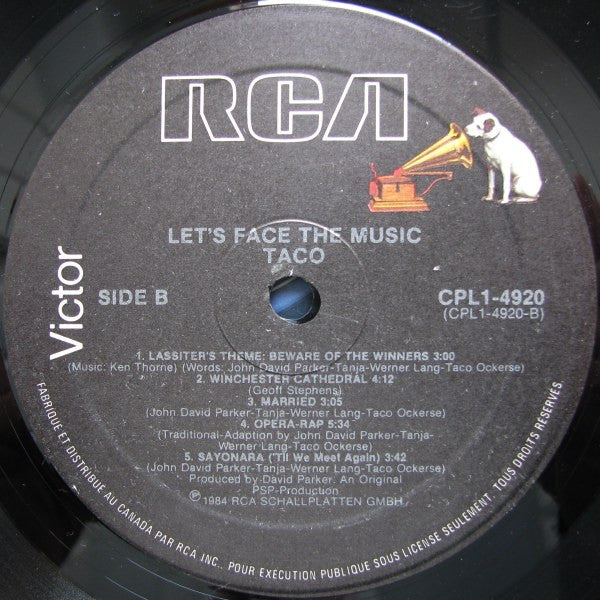 RCA
LET'S FACE THE MUSIC
TACO
Victor
SIDE B
CPL1-4920
(CPL1-4920-B)
1. LASSITER'S THEME: BEWARE OF THE WINNERS 3:00
(Music: Ken Thorne) (Words: John David Parker-Tanja-Werner Lang-Taco Ockerse)
2. WINCHESTER CATHEDRAL 4:12
(Geoff Stephens)
3. MARRIED 3:05
(John David Parker-Tanja-Werner Lang-Taco Ockerse)
4. OPERA-RAP 5:34
(Traditional-Adaption by John David Parker-Tanja-
Werner Lang-Taco Ockerse)
5. SAYONARA ('Til We Meet Again) 3:42
(John David Parker-Tanja-Werner Lang-Taco Ockerse)
Produced by David Parker. An Original
PSP-Production
℗1984 RCA SCHALLPLATTEN GMBH
FABRIQUE ET DISTRIBUE AU CANADA PAR RCA INC., POUR EXECUTION PUBLIQUE SOUS LICENCE SEULEMENT. TOUS DROITS RESERVES.